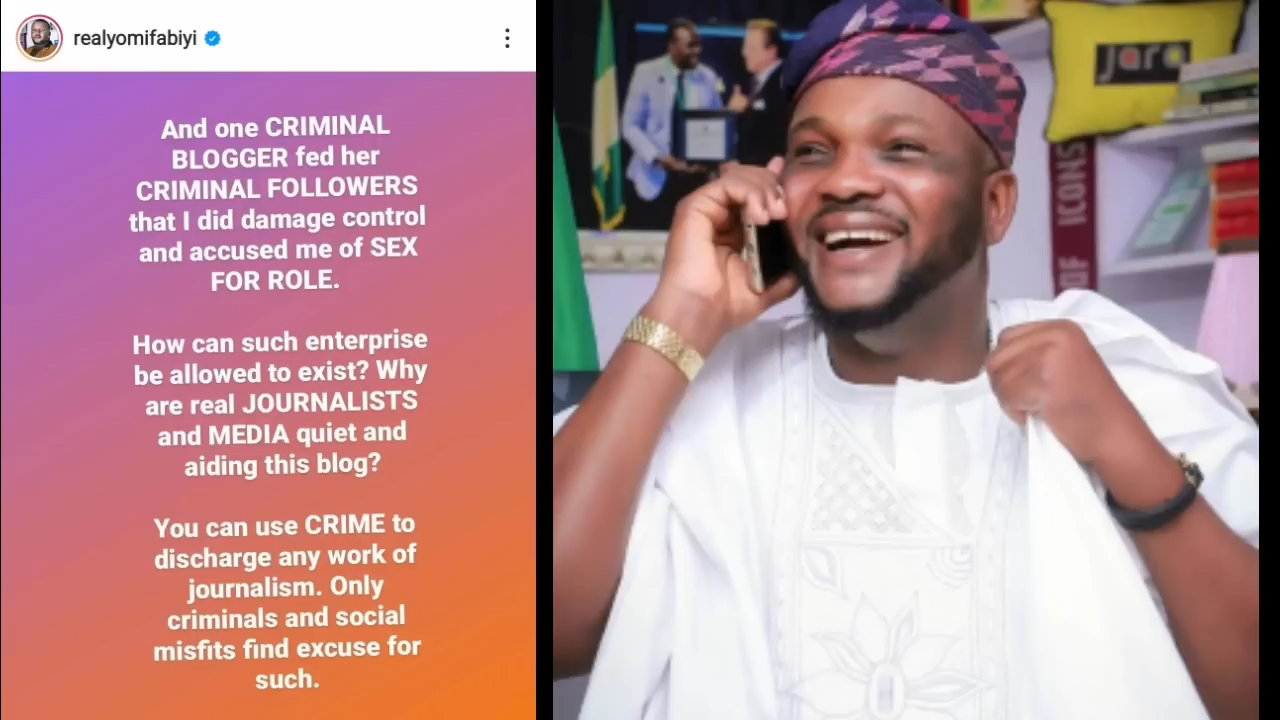 realyomifabiyi
And one CRIMINAL
BLOGGER fed her
CRIMINAL FOLLOWERS
that I did damage control
and accused me of SEX
FOR ROLE.
How can such enterprise
be allowed to exist? Why
are real JOURNALISTS
and MEDIA quiet and
aiding this blog?
You can use CRIME to
discharge any work of
journalism. Only
criminals and social
misfits find excuse for
such.
jara
OF ICONS